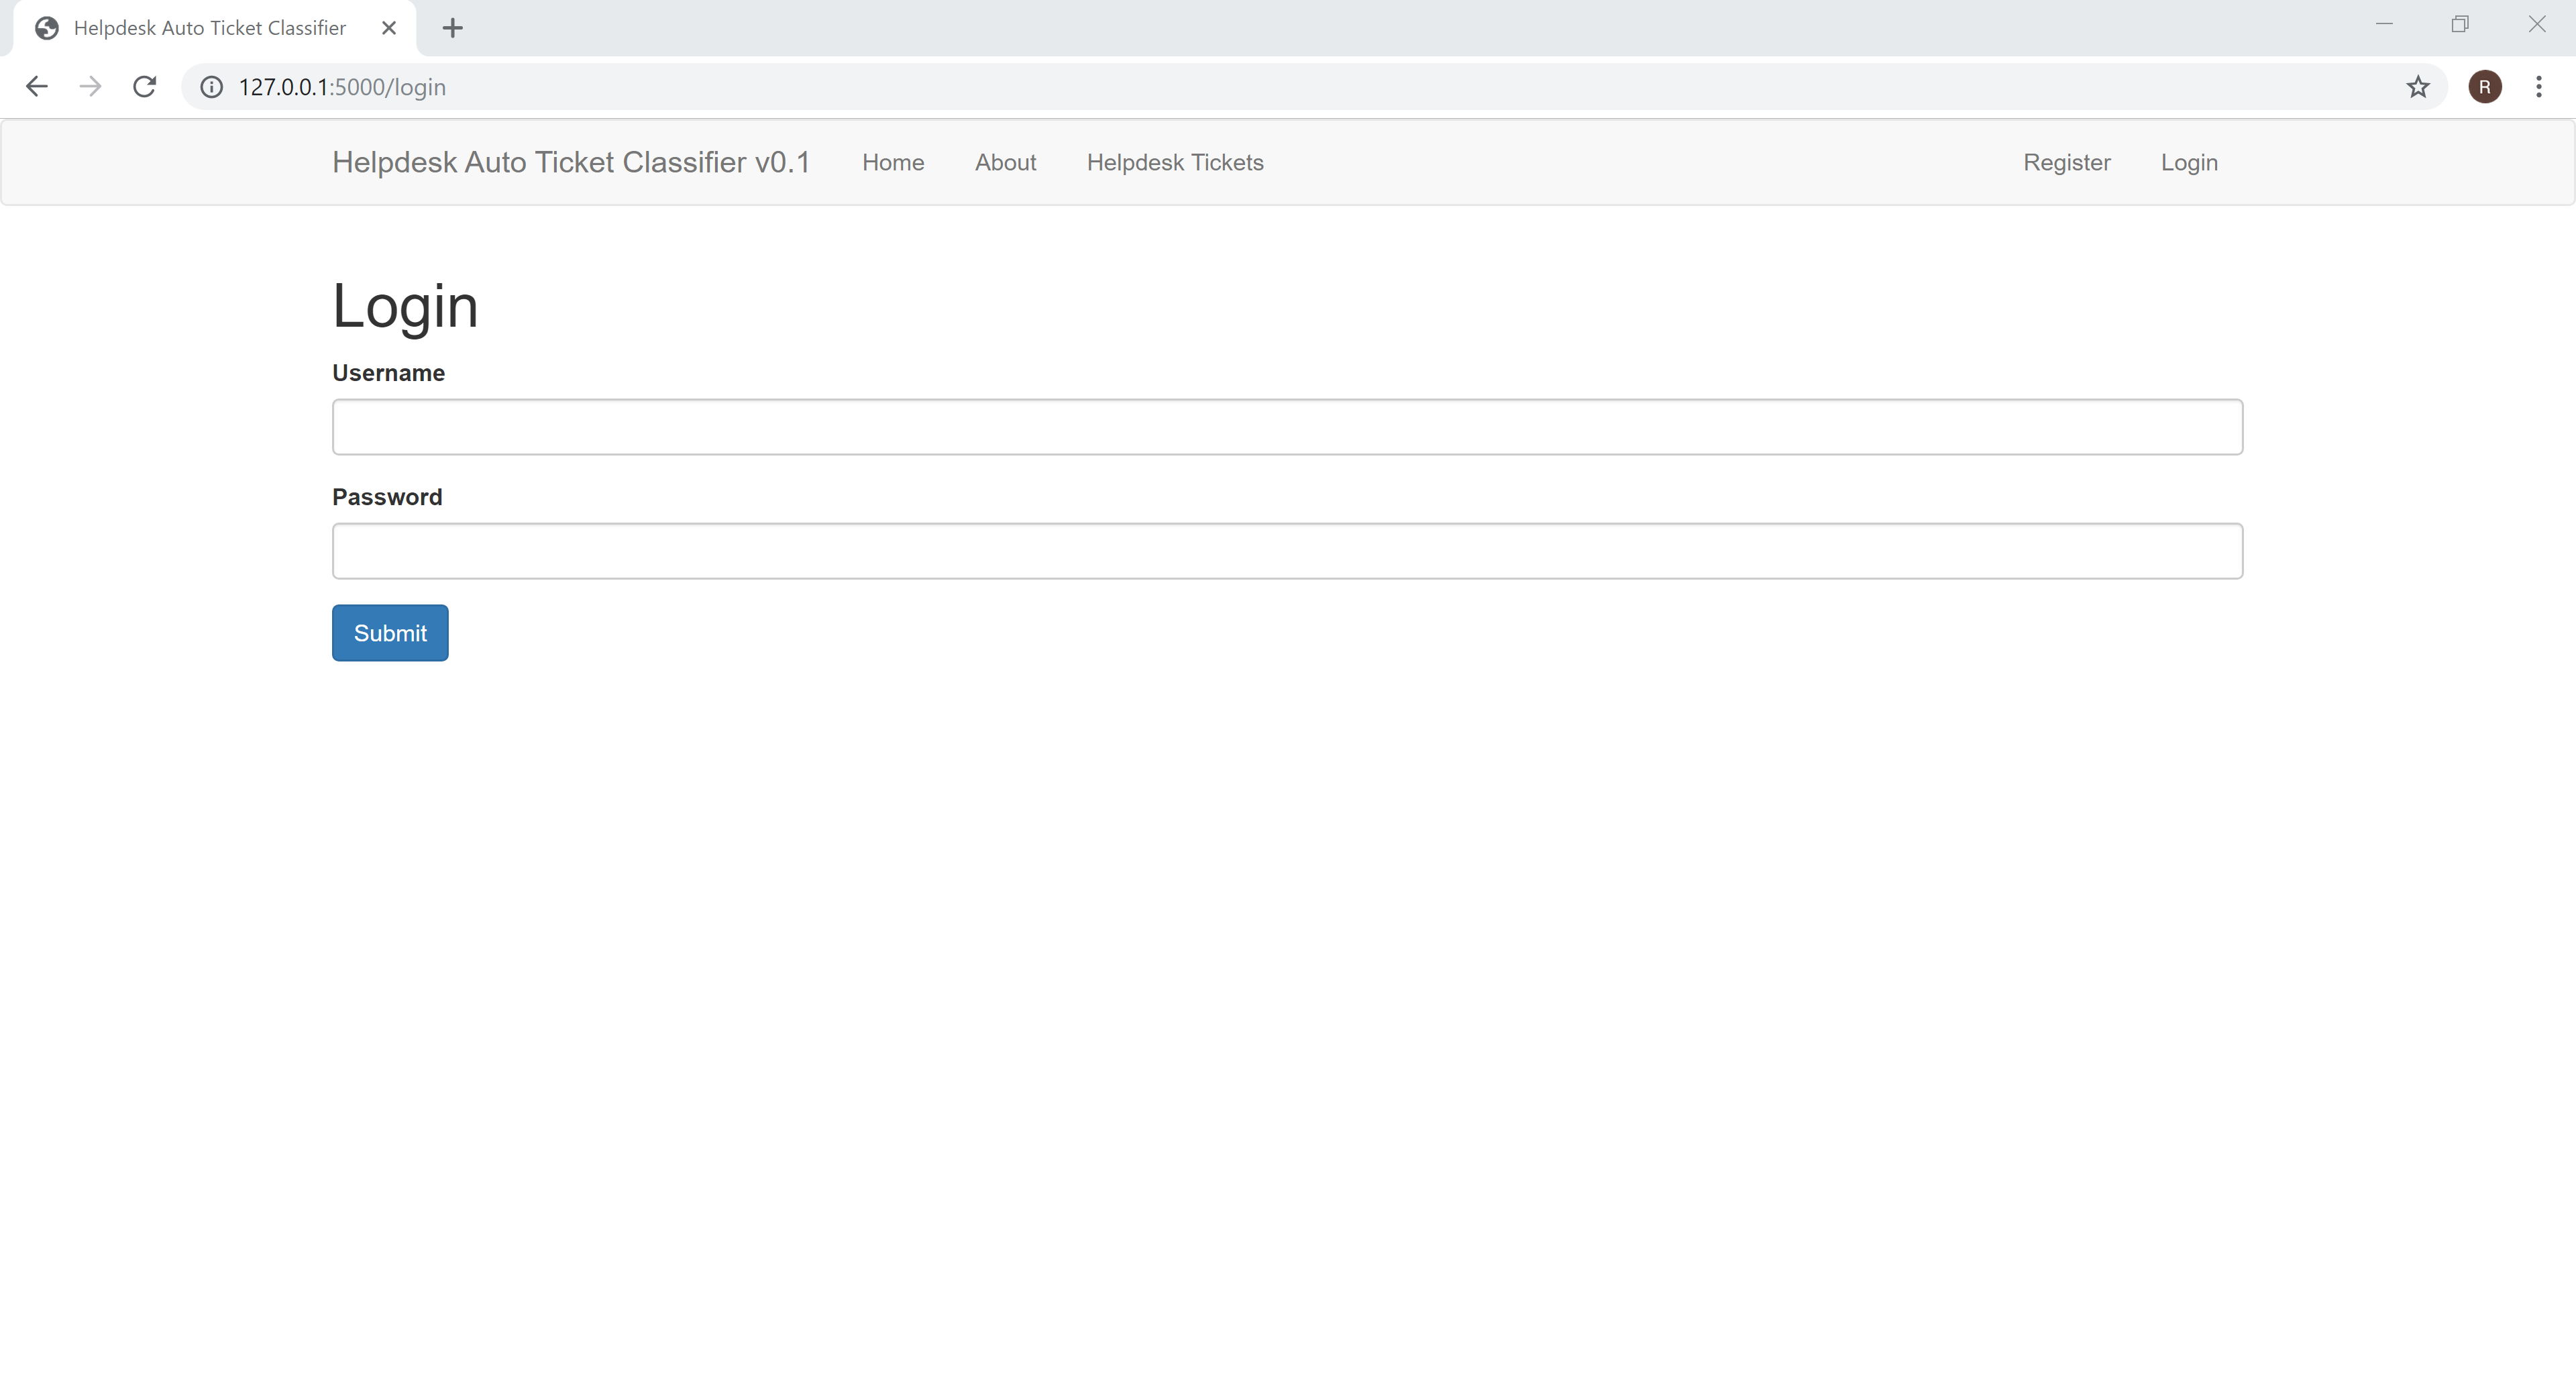 Helpdesk Auto Ticket Classifier
127.0.0.1:5000/login
R
Helpdesk Auto Ticket Classifier v0.1 Home About Helpdesk Tickets Register Login
Login
Username
Password
Submit